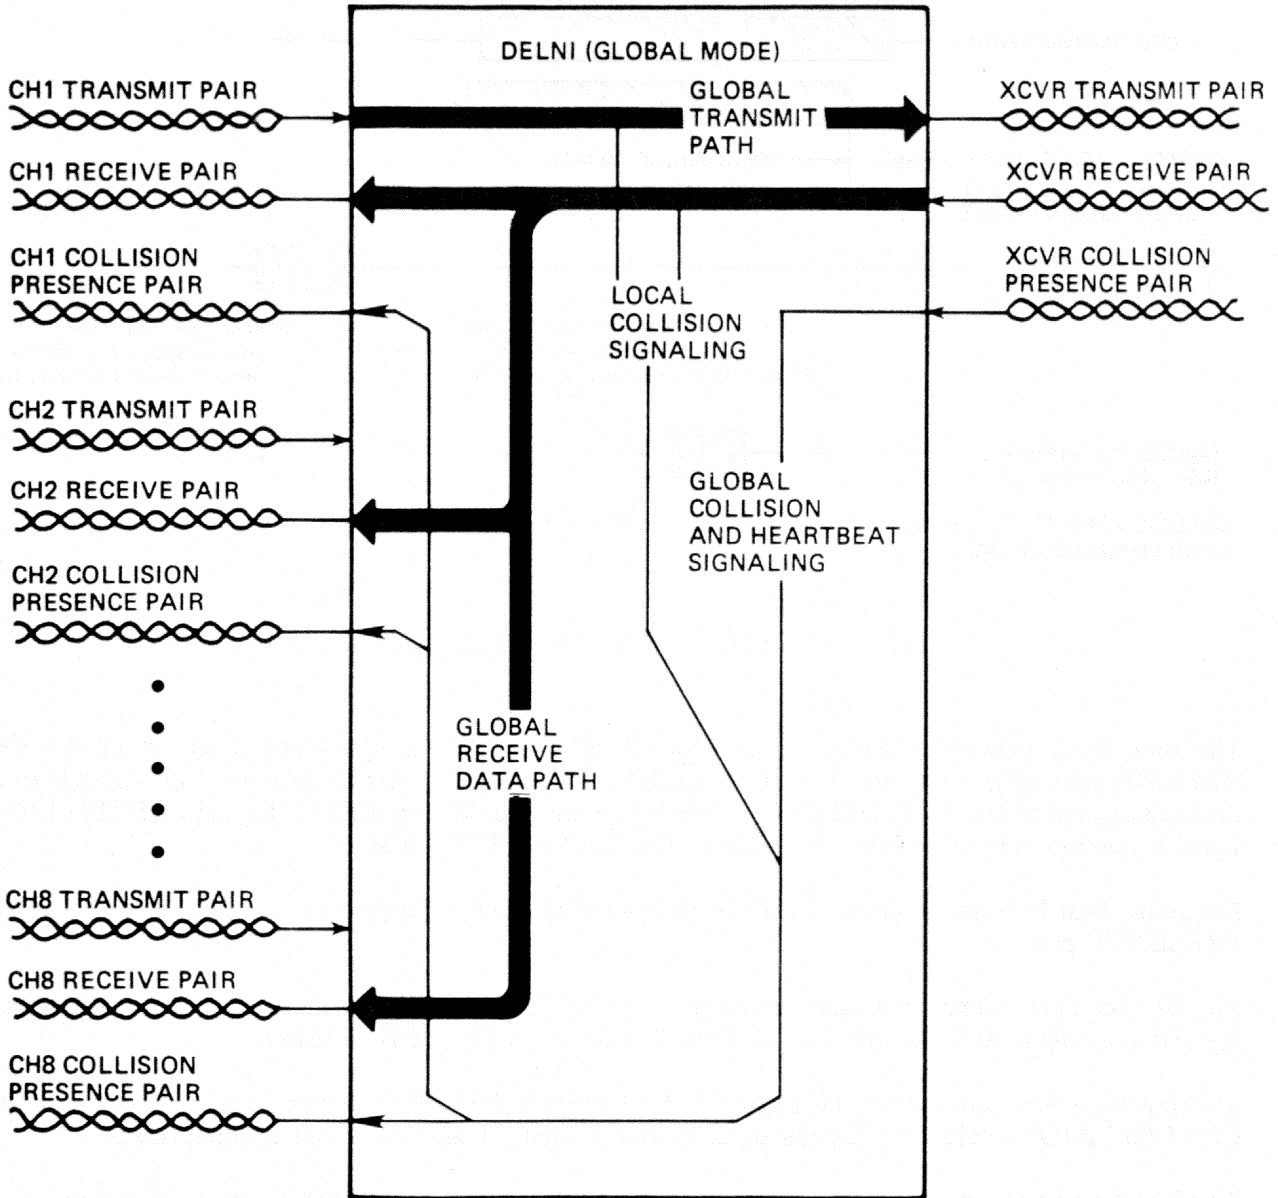 DELNI (GLOBAL MODE)
CH1 TRANSMIT PAIR
GLOBAL
TRANSMIT
PATH
XCVR TRANSMIT PAIR
CH1 RECEIVE PAIR
XCVR RECEIVE PAIR
CH1 COLLISION
PRESENCE PAIR
XCVR COLLISION
PRESENCE PAIR
LOCAL
COLLISION
SIGNALING
CH2 TRANSMIT PAIR
CH2 RECEIVE PAIR
GLOBAL
COLLISION
AND HEARTBEAT
SIGNALING
CH2 COLLISION
PRESENCE PAIR
GLOBAL
RECEIVE
DATA PATH
CH8 TRANSMIT PAIR
CH8 RECEIVE PAIR
CH8 COLLISION
PRESENCE PAIR